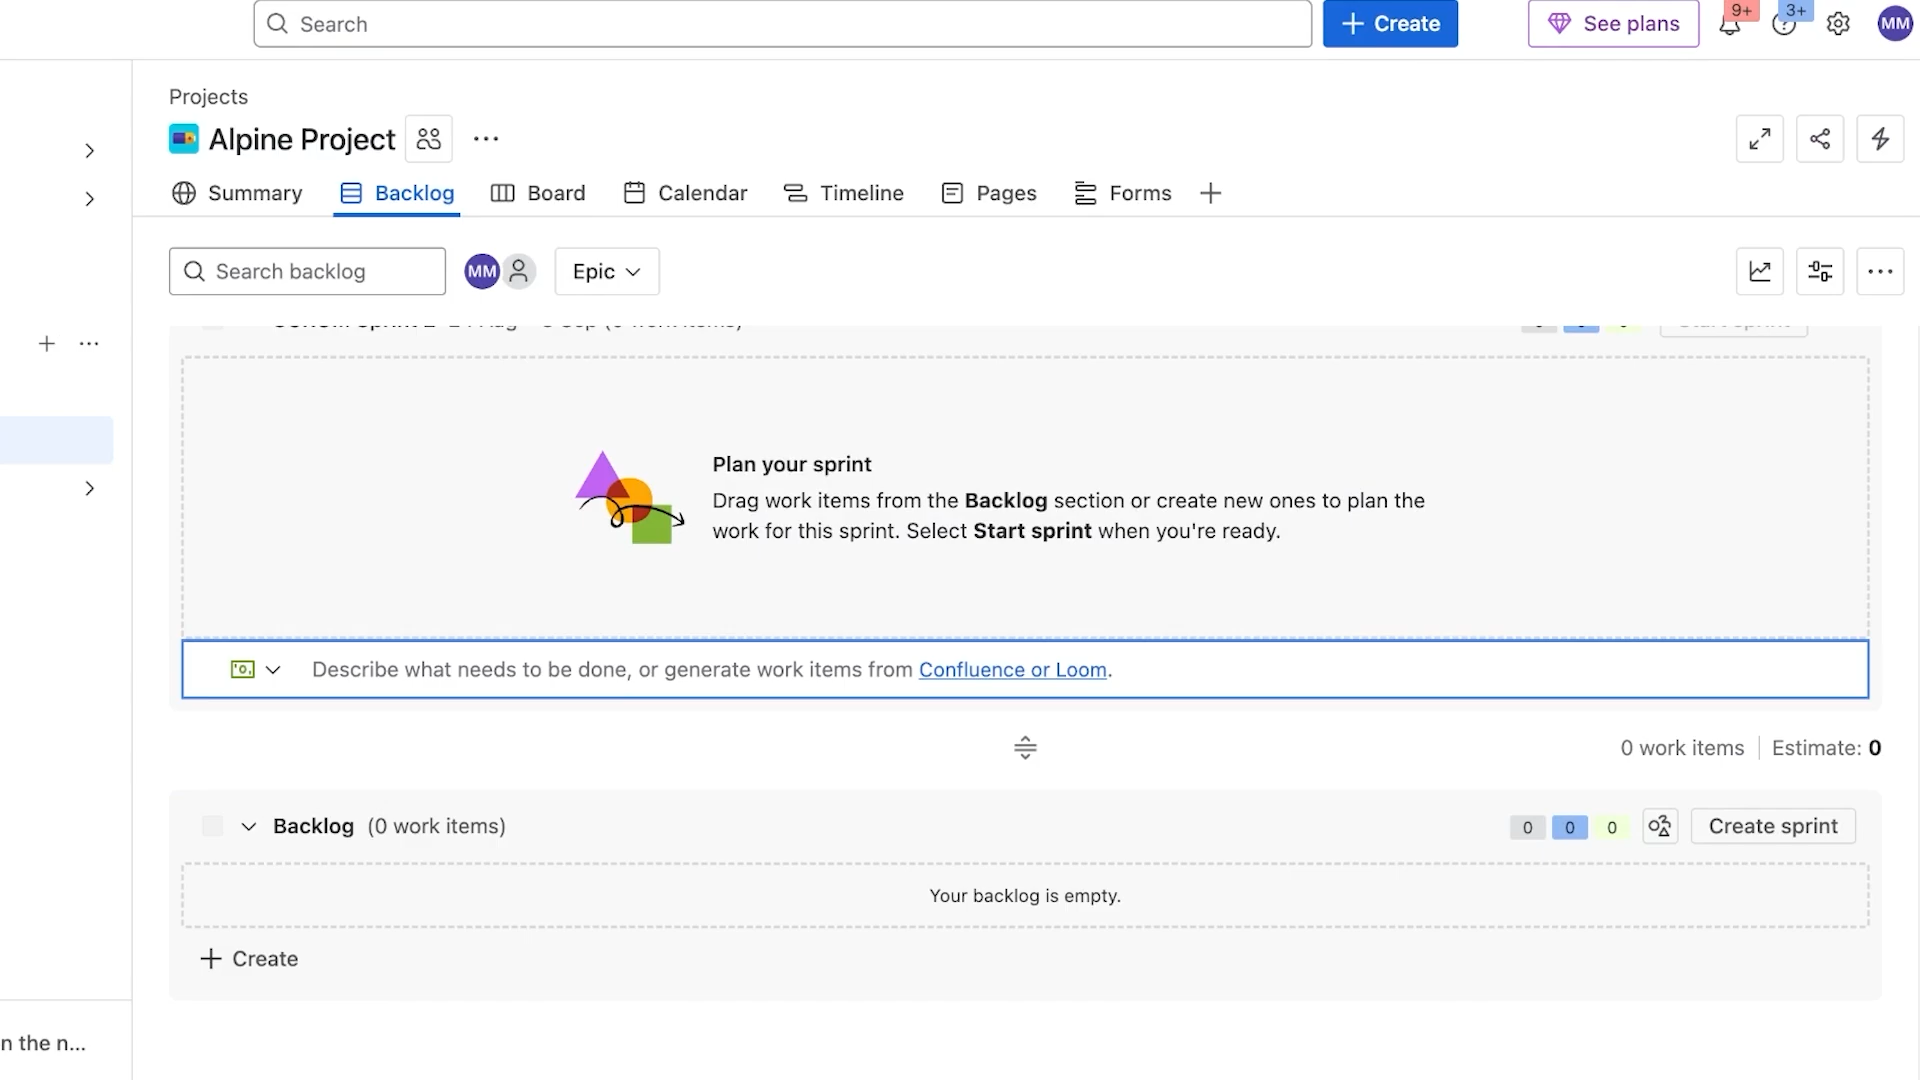 Search
Create
See plans
9+
3+
MM
Projects
Alpine Project
Summary
Backlog
Board
Calendar
Timeline
Pages
Forms
Search backlog
MM
Epic
Plan your sprint
Drag work items from the Backlog section or create new ones to plan the
work for this sprint. Select Start sprint when you're ready.
Describe what needs to be done, or generate work items from Confluence or Loom.
0 work items
Estimate: 0
Backlog (0 work items)
0 0 0
Create sprint
Your backlog is empty.
Create
n the n...